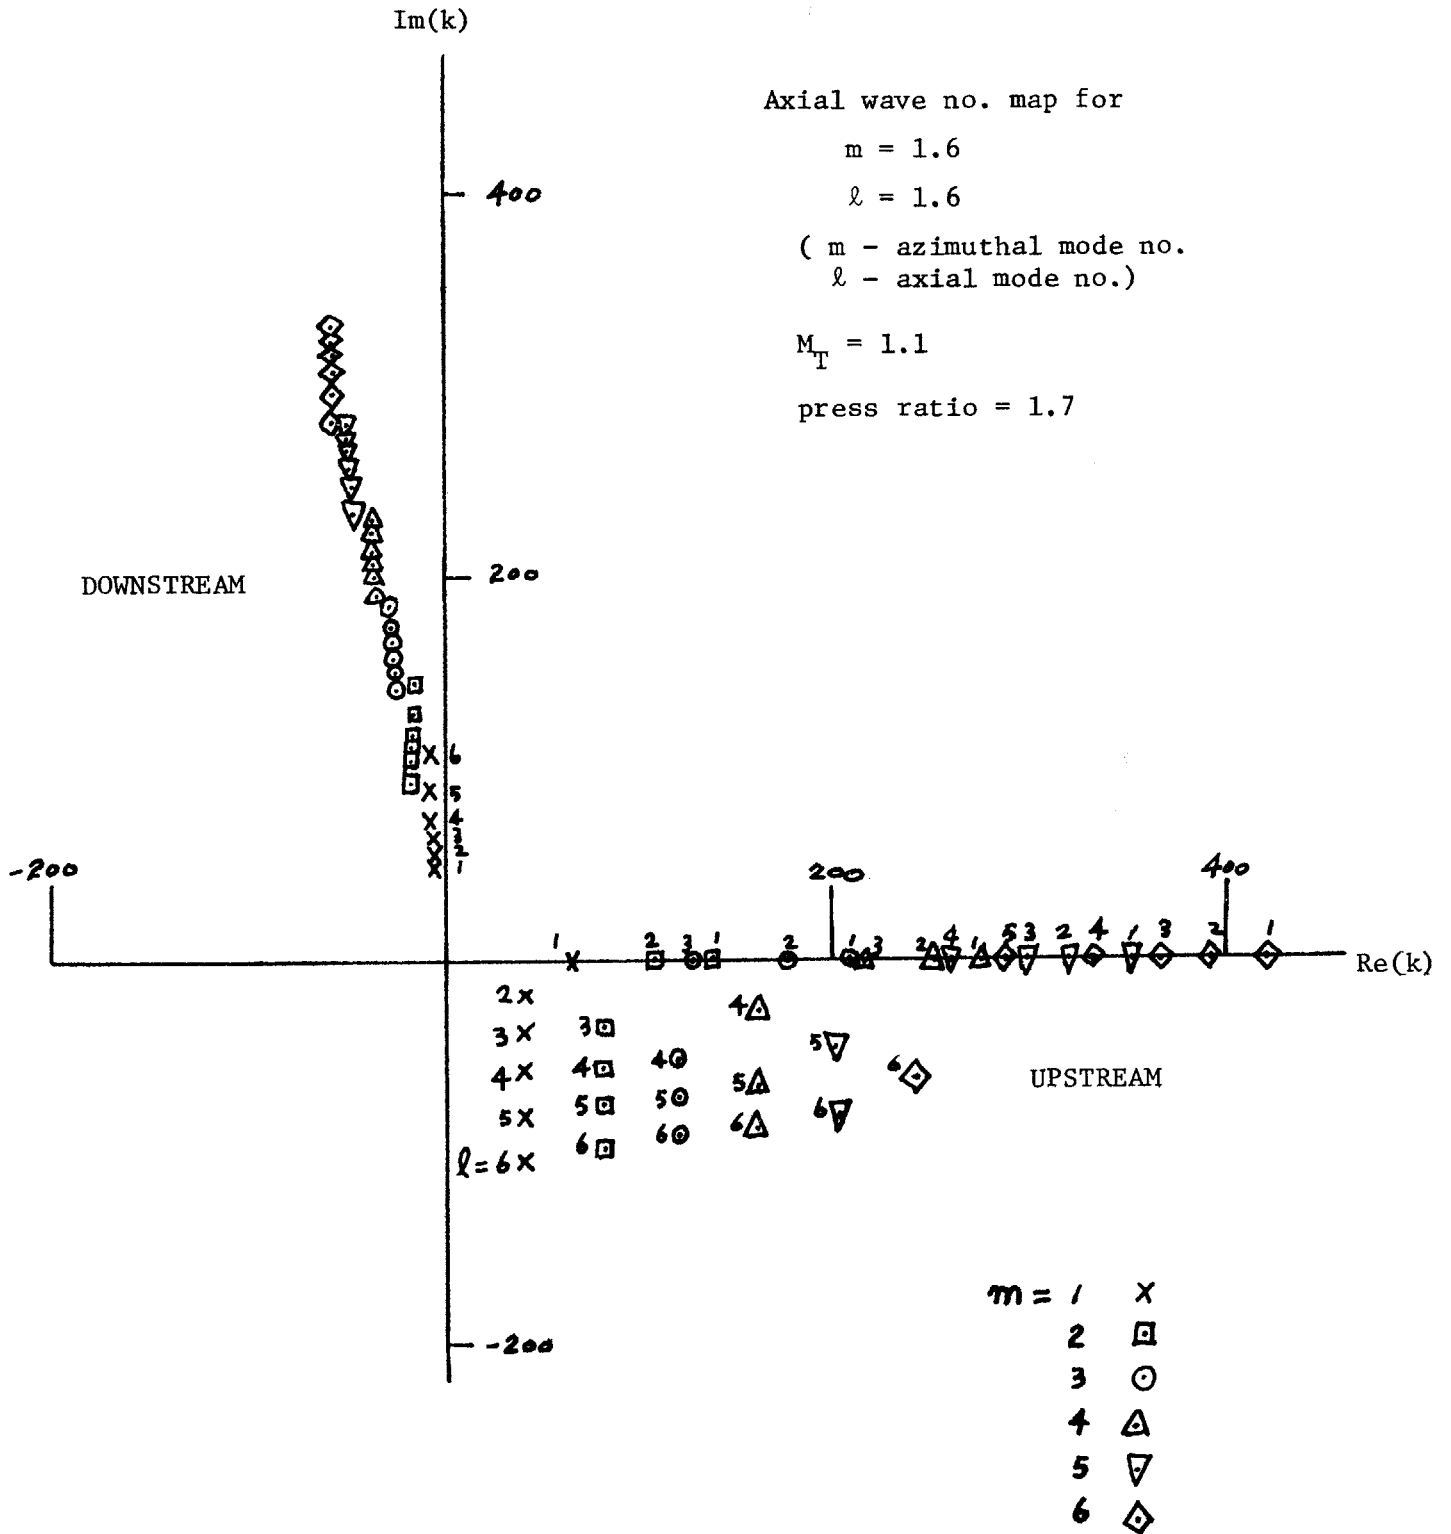 Im(k)
Axial wave no. map for
m = 1.6
ℓ = 1.6
( m - azimuthal mode no.
ℓ - axial mode no.)
M_T = 1.1
press ratio = 1.7
400
200
DOWNSTREAM
6
5
4
3
2
1
-200
200
400
1 2 3 1 2 1 3 2 4 1 5 3 2 4 1 3 2 1
Re(k)
2
3 3
4 4 4
5 5 5
ℓ=6 6 6
4
5
6
5
6
6
UPSTREAM
-200
m = 1
2
3
4
5
6